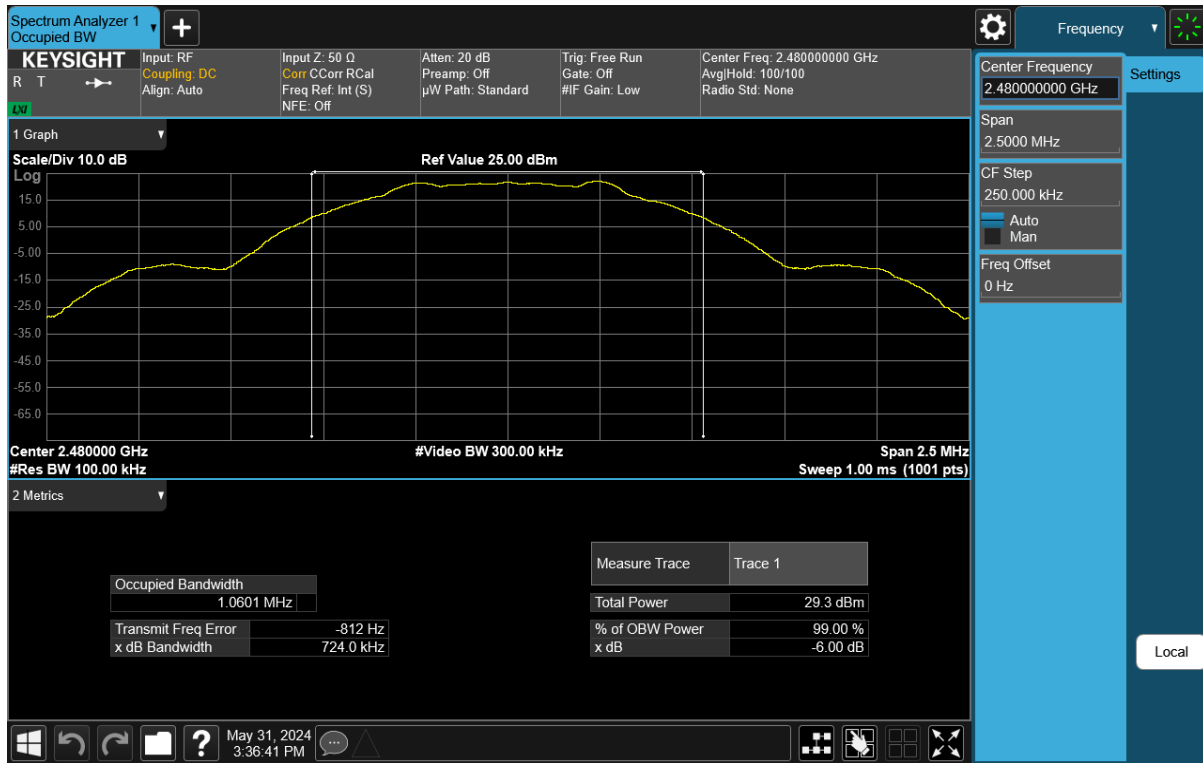 Spectrum Analyzer 1
Occupied BW
Frequency
KEYSIGHT
R T
LXI
Input: RF
Coupling: DC
Align: Auto
Input Z: 50 Ω
Corr CCorr RCal
Freq Ref: Int (S)
NFE: Off
Atten: 20 dB
Preamp: Off
µW Path: Standard
Trig: Free Run
Gate: Off
#IF Gain: Low
Center Freq: 2.480000000 GHz
Avg|Hold: 100/100
Radio Std: None
Center Frequency
2.480000000 GHz
Settings
Span
2.5000 MHz
CF Step
250.000 kHz
Auto
Man
Freq Offset
0 Hz
Local
1 Graph
Scale/Div 10.0 dB
Ref Value 25.00 dBm
Log
15.0
5.00
-5.00
-15.0
-25.0
-35.0
-45.0
-55.0
-65.0
Center 2.480000 GHz
#Video BW 300.00 kHz
Span 2.5 MHz
#Res BW 100.00 kHz
Sweep 1.00 ms (1001 pts)
2 Metrics
Measure Trace Trace 1
Occupied Bandwidth
1.0601 MHz
Total Power 29.3 dBm
Transmit Freq Error -812 Hz
% of OBW Power 99.00 %
x dB Bandwidth 724.0 kHz
x dB -6.00 dB
?
May 31, 2024
3:36:41 PM